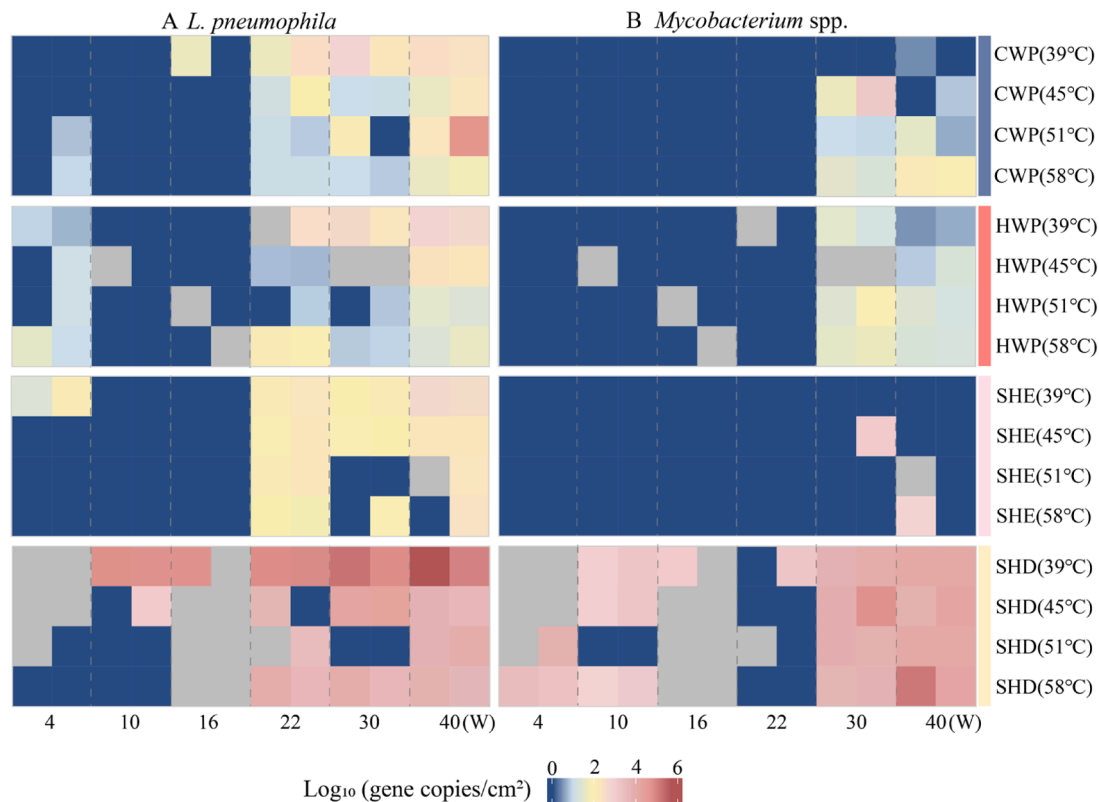 A L. pneumophila
B Mycobacterium spp.
CWP(39℃)
CWP(45℃)
CWP(51℃)
CWP(58℃)
HWP(39℃)
HWP(45℃)
HWP(51℃)
HWP(58℃)
SHE(39℃)
SHE(45℃)
SHE(51℃)
SHE(58℃)
SHD(39℃)
SHD(45℃)
SHD(51℃)
SHD(58℃)
4 10 16 22 30 40(W)
4 10 16 22 30 40(W)
0 2 4 6
Log₁₀ (gene copies/cm²)